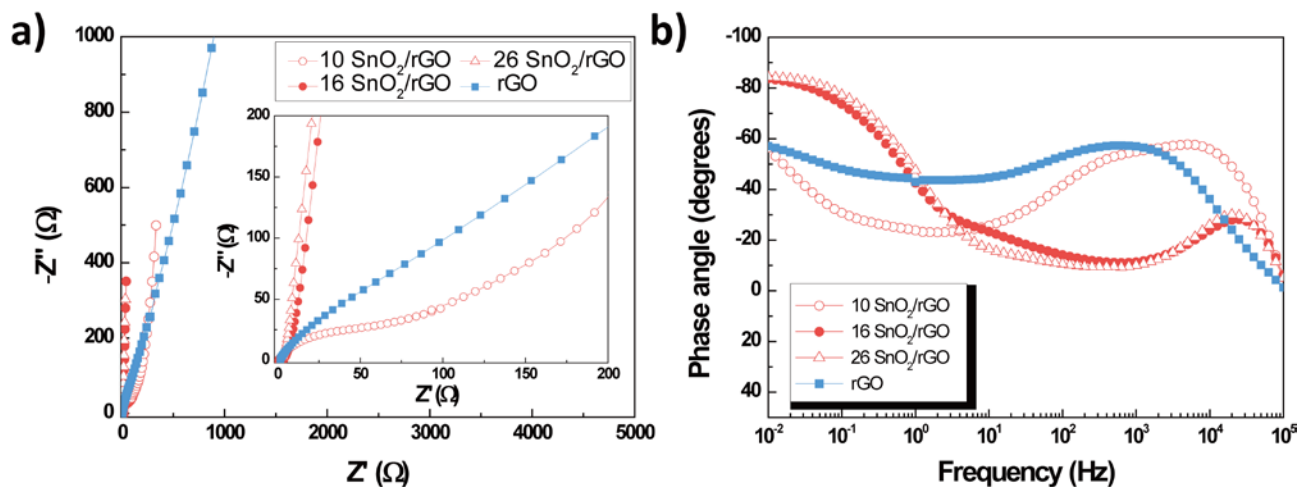 a)
1000
800
600
400
200
0
-Z'' (Ω)
10 SnO₂/rGO 26 SnO₂/rGO
16 SnO₂/rGO rGO
200
150
100
50
0
-Z'' (Ω)
0 50 100 150 200
Z' (Ω)
0 1000 2000 3000 4000 5000
Z' (Ω)
b)
-100
-80
-60
-40
-20
0
20
40
Phase angle (degrees)
10 SnO₂/rGO
16 SnO₂/rGO
26 SnO₂/rGO
rGO
10⁻² 10⁻¹ 10⁰ 10¹ 10² 10³ 10⁴ 10⁵
Frequency (Hz)